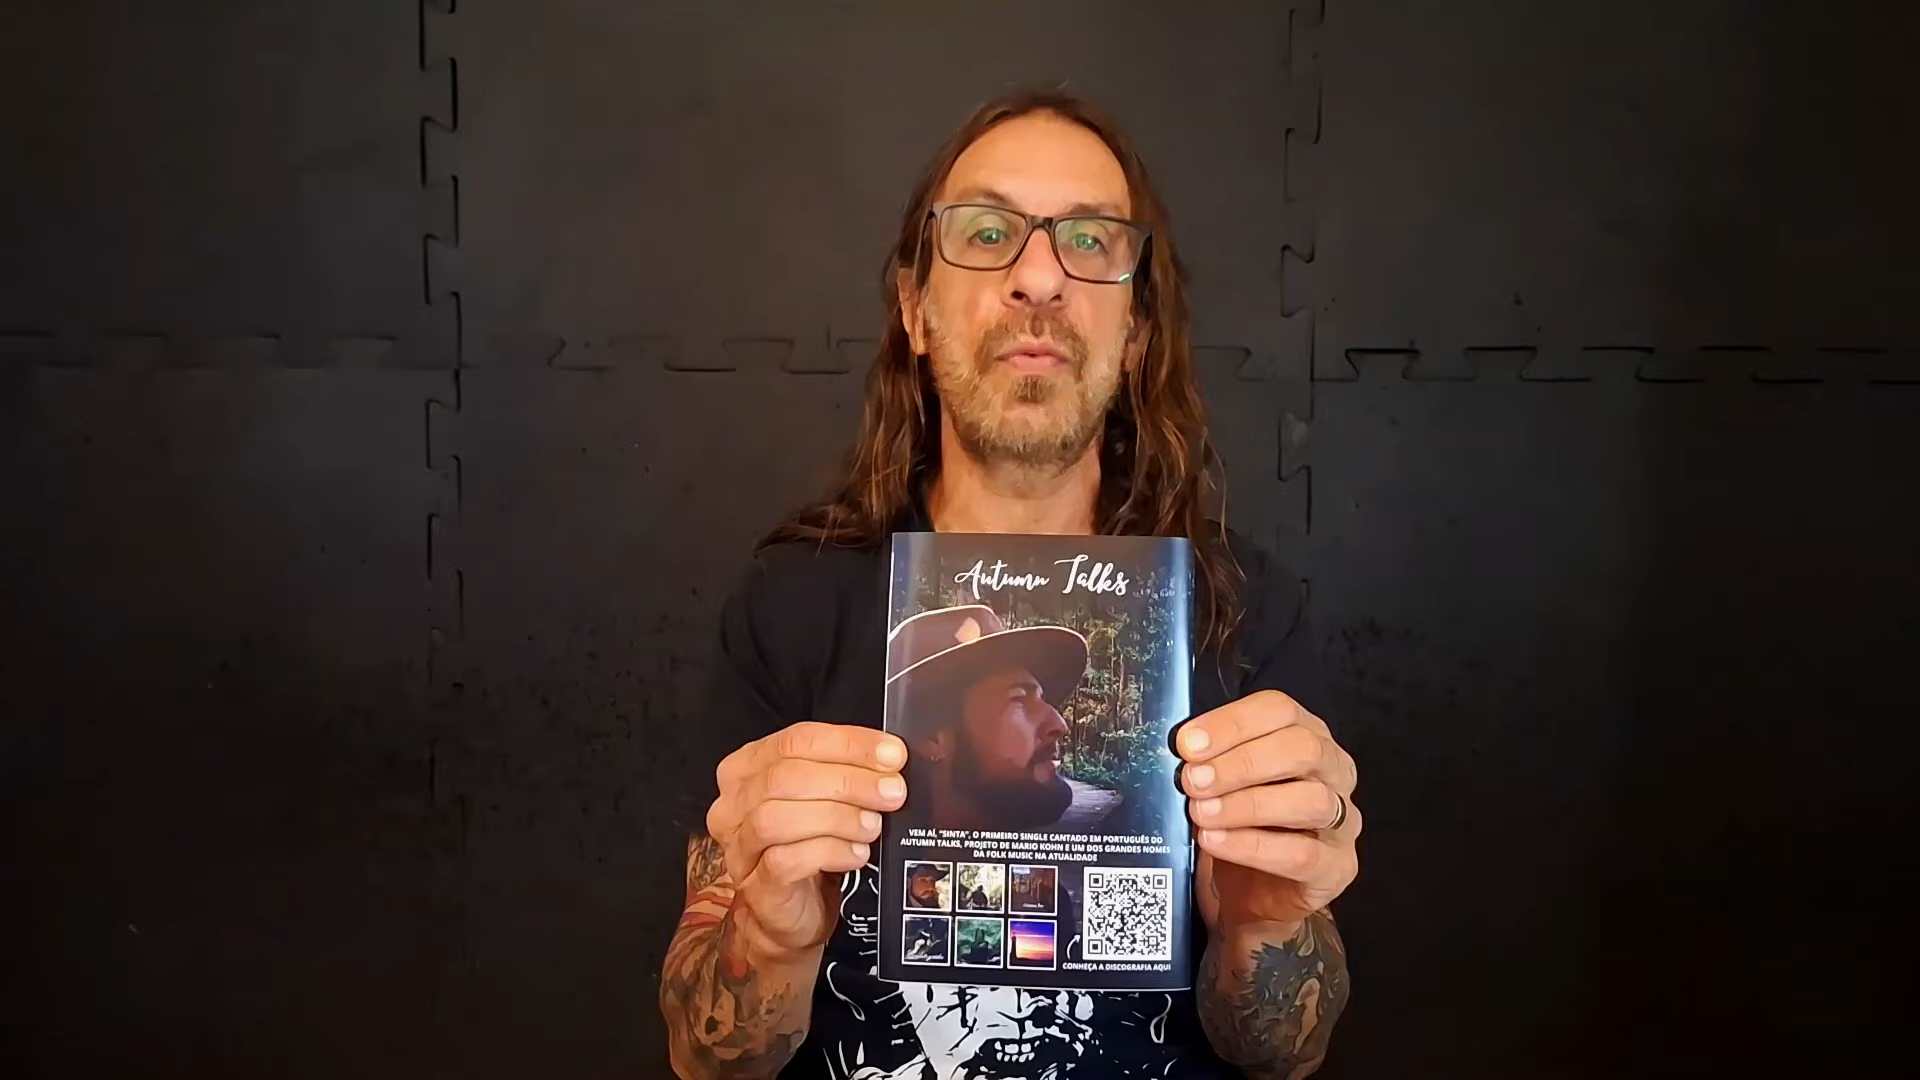 Autumn Talks
VEM AÍ, "SINTA", O PRIMEIRO SINGLE CANTADO EM PORTUGUÊS DO
AUTUMN TALKS, PROJETO DE MARIO KOHN E UM DOS GRANDES NOMES
DA FOLK MUSIC NA ATUALIDADE
CONHEÇA A DISCOGRAFIA AQUI